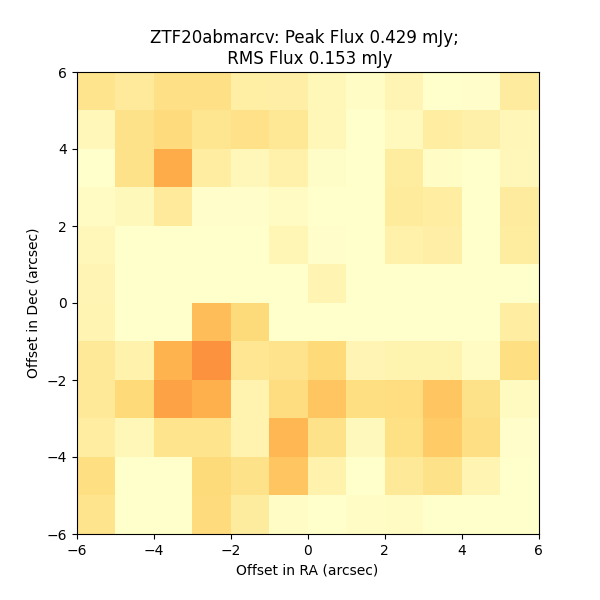 ZTF20abmarcv: Peak Flux 0.429 mJy;
RMS Flux 0.153 mJy
6
4
2
0
−2
−4
−6
Offset in Dec (arcsec)
−6 −4 −2 0 2 4 6
Offset in RA (arcsec)